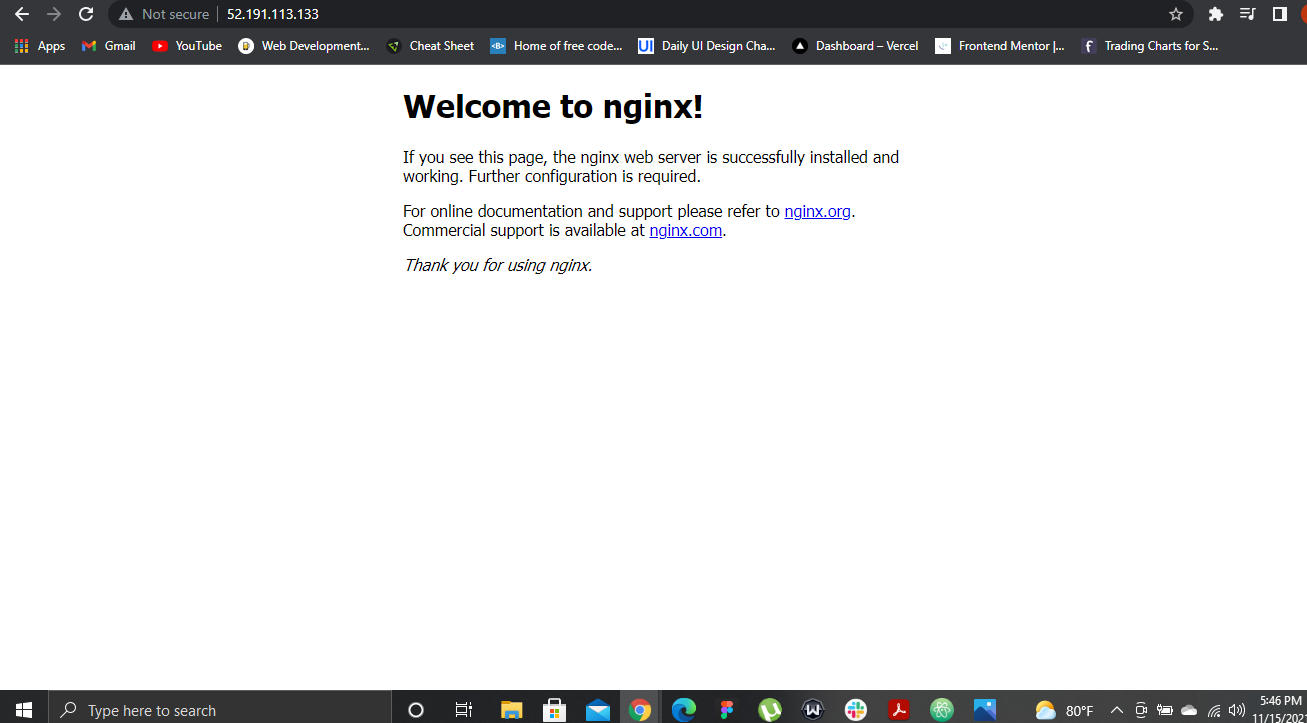 Not secure | 52.191.113.133
Apps Gmail YouTube Web Development... Cheat Sheet Home of free code... Daily UI Design Cha... Dashboard – Vercel Frontend Mentor |... Trading Charts for S...
Welcome to nginx!
If you see this page, the nginx web server is successfully installed and
working. Further configuration is required.
For online documentation and support please refer to nginx.org.
Commercial support is available at nginx.com.
Thank you for using nginx.
Type here to search
80°F
5:46 PM
11/15/202